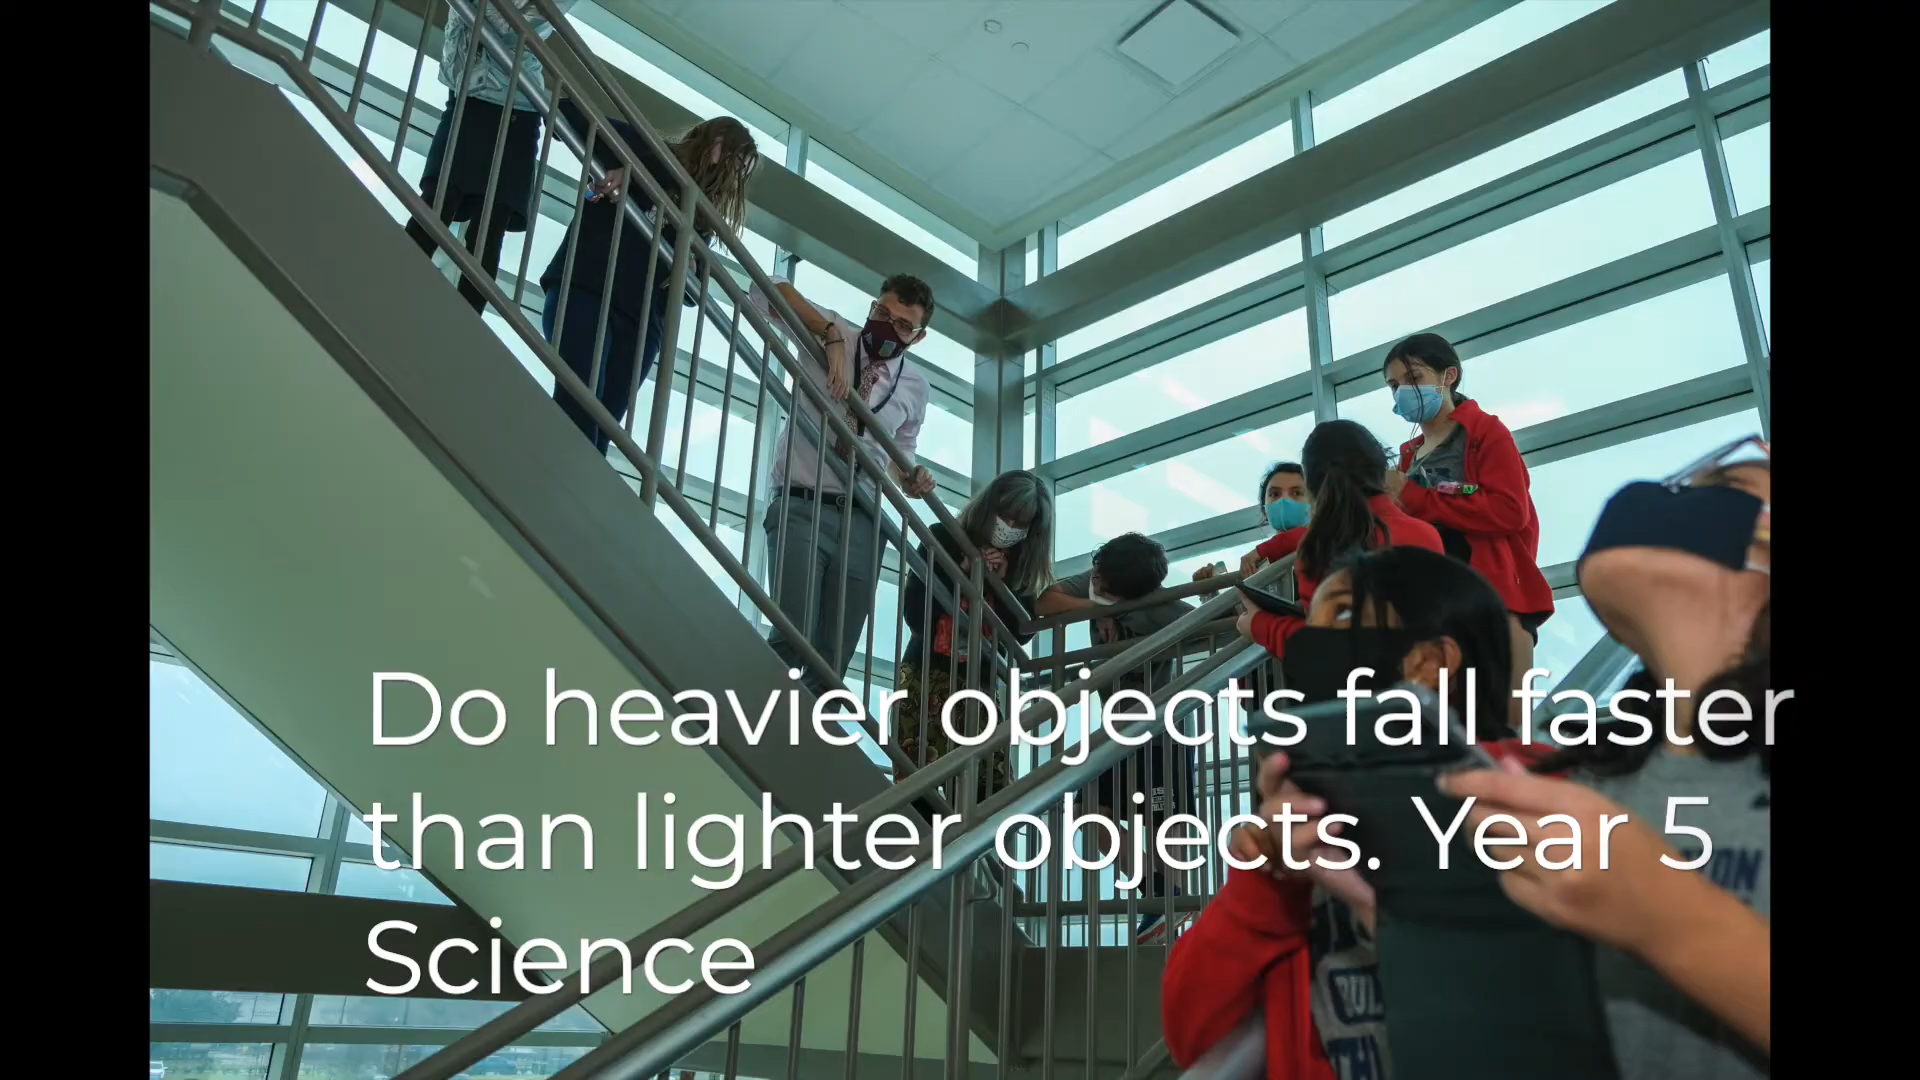 Do heavier objects fall faster
than lighter objects. Year 5
Science